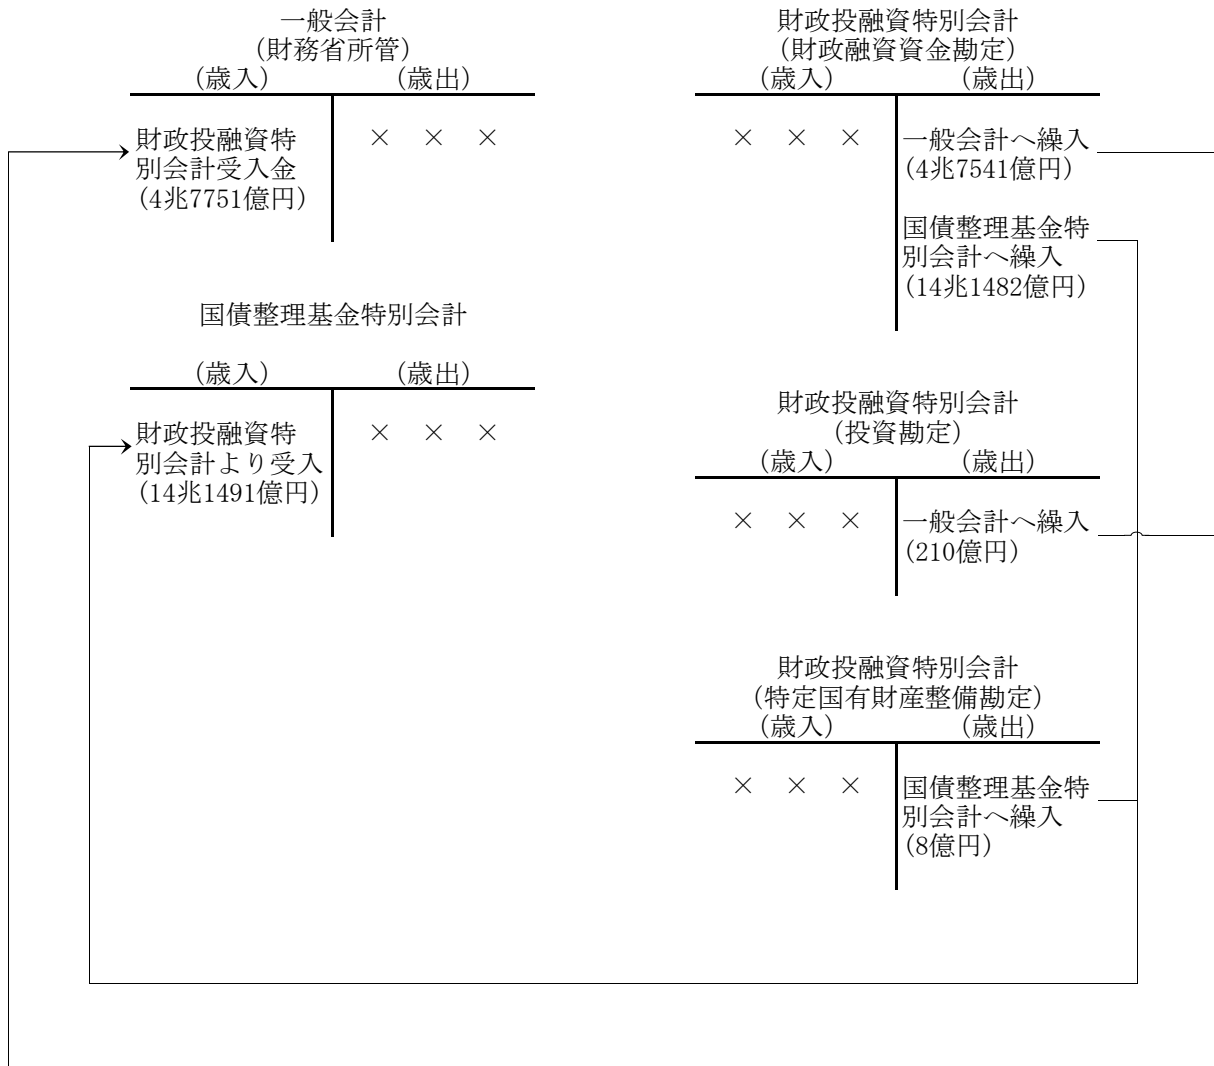 一般会計
(財務省所管)
(歳入) (歳出)
財政投融資特
別会計受入金
(4兆7751億円)
× × ×
国債整理基金特別会計
(歳入) (歳出)
財政投融資特
別会計より受入
(14兆1491億円)
× × ×
財政投融資特別会計
(財政融資資金勘定)
(歳入) (歳出)
× × ×
一般会計へ繰入
(4兆7541億円)
国債整理基金特
別会計へ繰入
(14兆1482億円)
財政投融資特別会計
(投資勘定)
(歳入) (歳出)
× × ×
一般会計へ繰入
(210億円)
財政投融資特別会計
(特定国有財産整備勘定)
(歳入) (歳出)
× × ×
国債整理基金特
別会計へ繰入
(8億円)